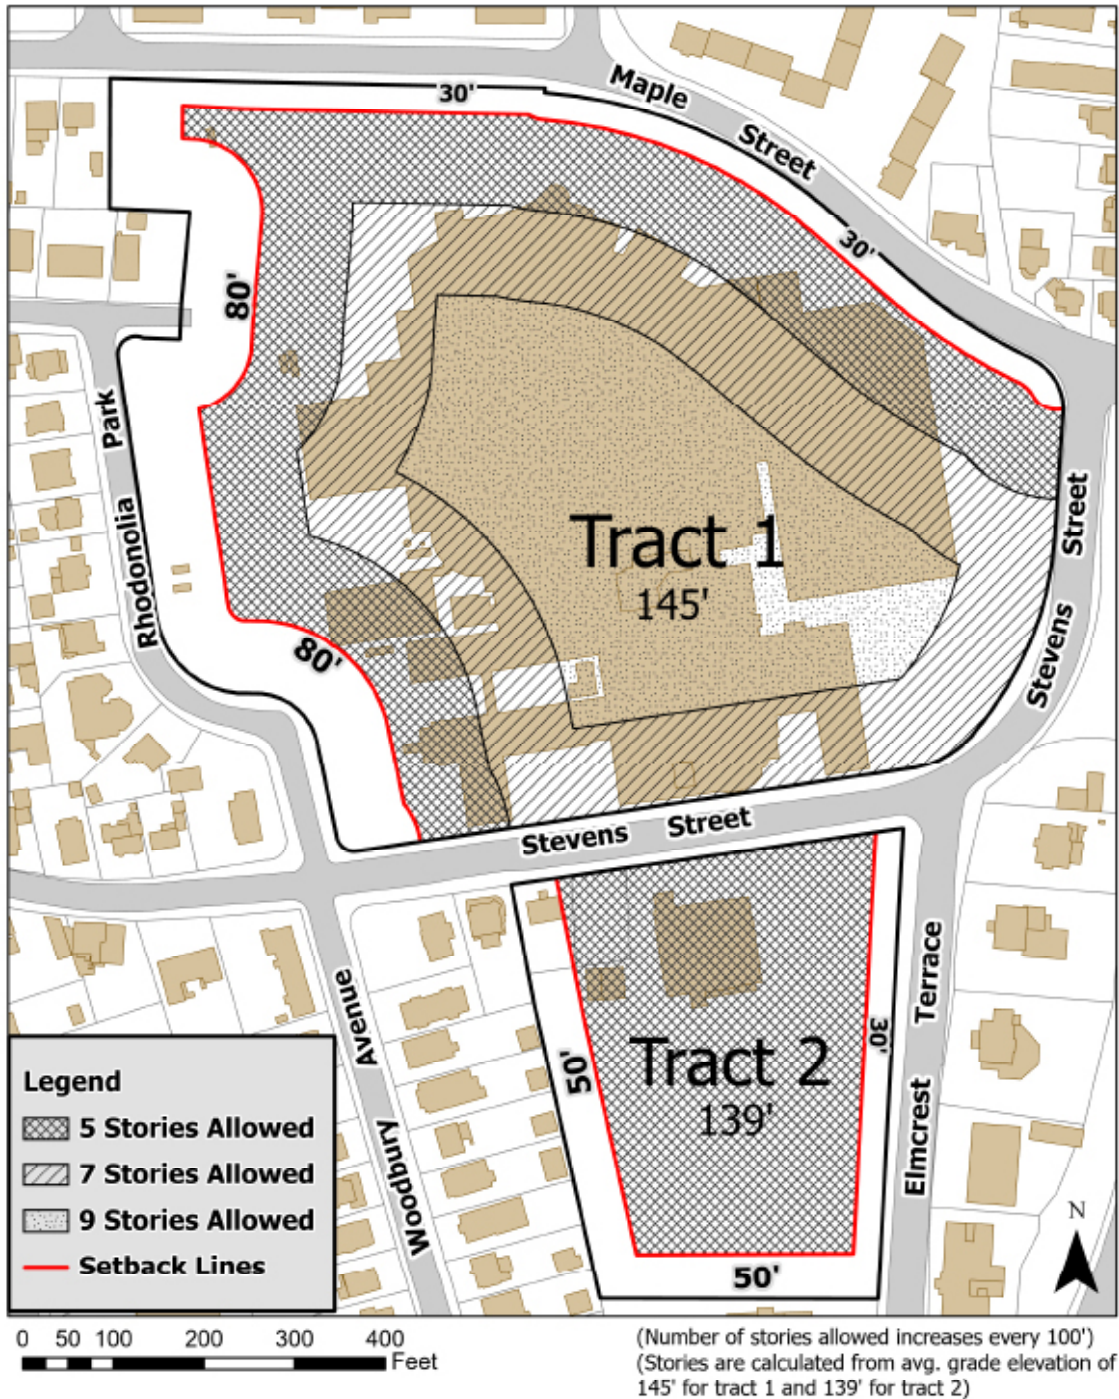 30'
Maple
Street
30'
80'
Park
Rhodonolia
Tract 1
145'
Street
Stevens
80'
Stevens Street
Tract 2
139'
50'
30'
50'
Terrace
Elmcrest
Avenue
Woodbury
Legend
5 Stories Allowed
7 Stories Allowed
9 Stories Allowed
Setback Lines
N
0 50 100 200 300 400
Feet
(Number of stories allowed increases every 100')
(Stories are calculated from avg. grade elevation of
145' for tract 1 and 139' for tract 2)